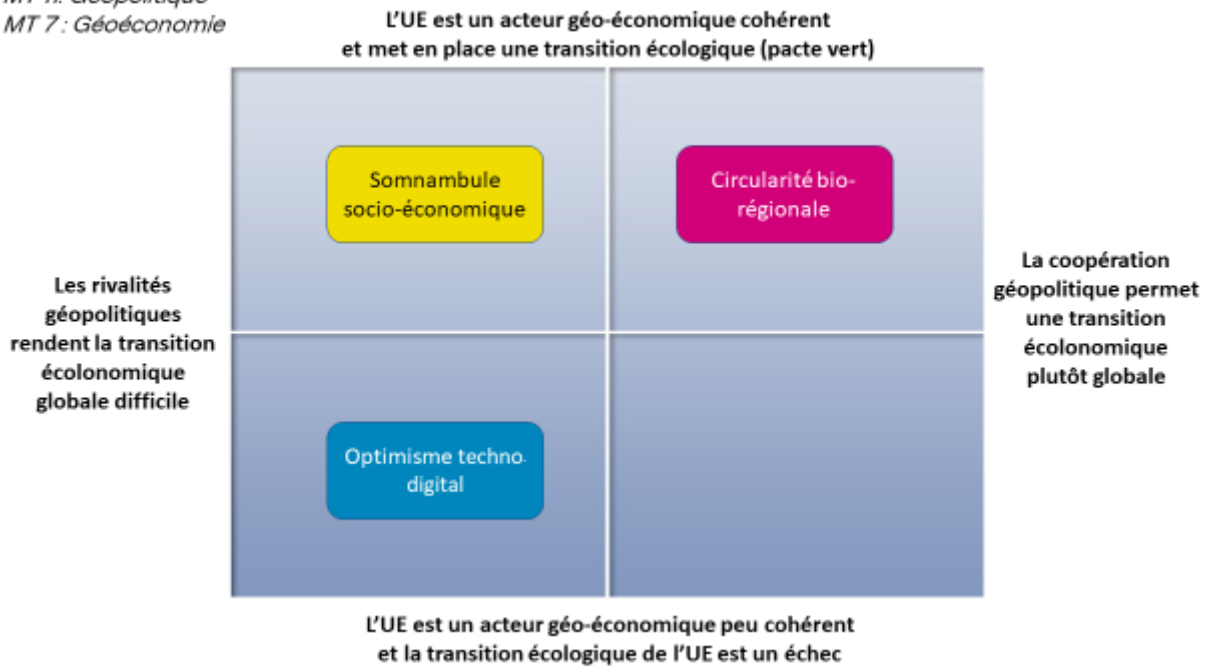 MT 7 : Géoéconomie
L'UE est un acteur géo-économique cohérent
et met en place une transition écologique (pacte vert)
Somnambule
socio-économique
Circularité bio-
régionale
Les rivalités
géopolitiques
rendent la transition
écolonomique
globale difficile
La coopération
géopolitique permet
une transition
écolonomique
plutôt globale
Optimisme techno-
digital
L'UE est un acteur géo-économique peu cohérent
et la transition écologique de l'UE est un échec